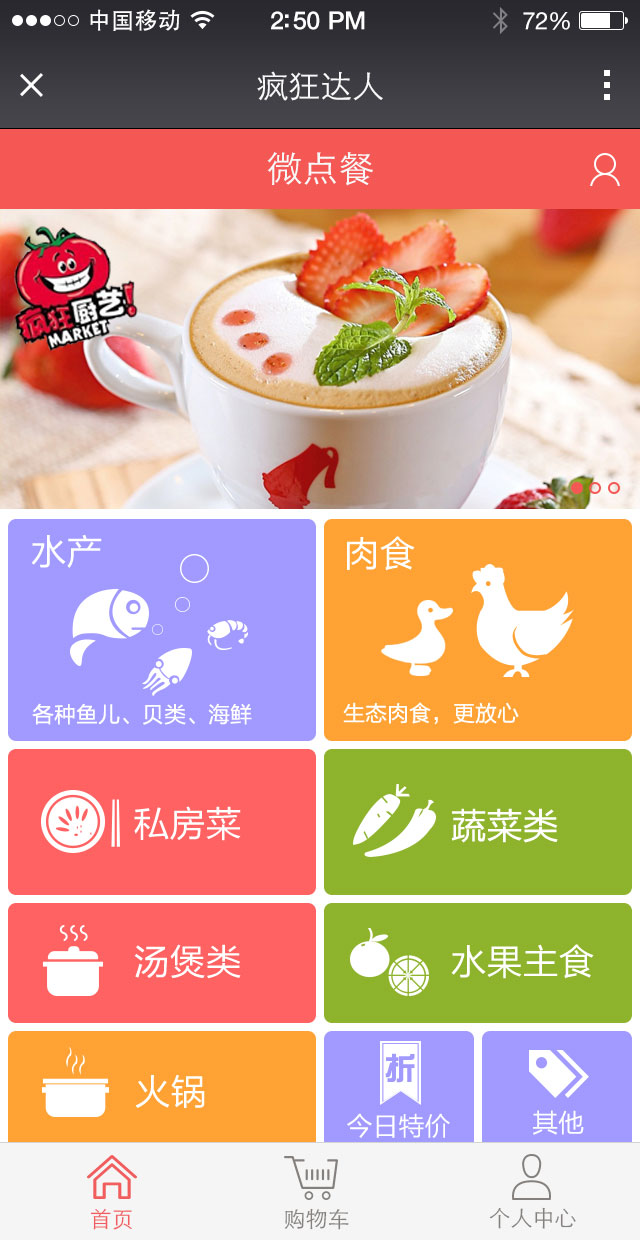 中国移动 2:50 PM 72%
疯狂达人
微点餐
疯狂厨艺!
MARKET
水产
各种鱼儿、贝类、海鲜
肉食
生态肉食，更放心
私房菜
蔬菜类
汤煲类
水果主食
火锅
折
今日特价
其他
首页
购物车
个人中心